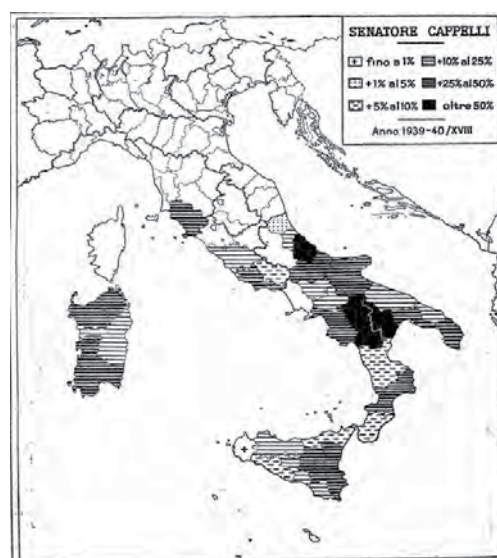 SENATORE CAPPELLI
fino a 1% +10% al 25%
+1% al 5% +25% al 50%
+5% al 10% oltre 50%
Anno 1939-40/XVIII